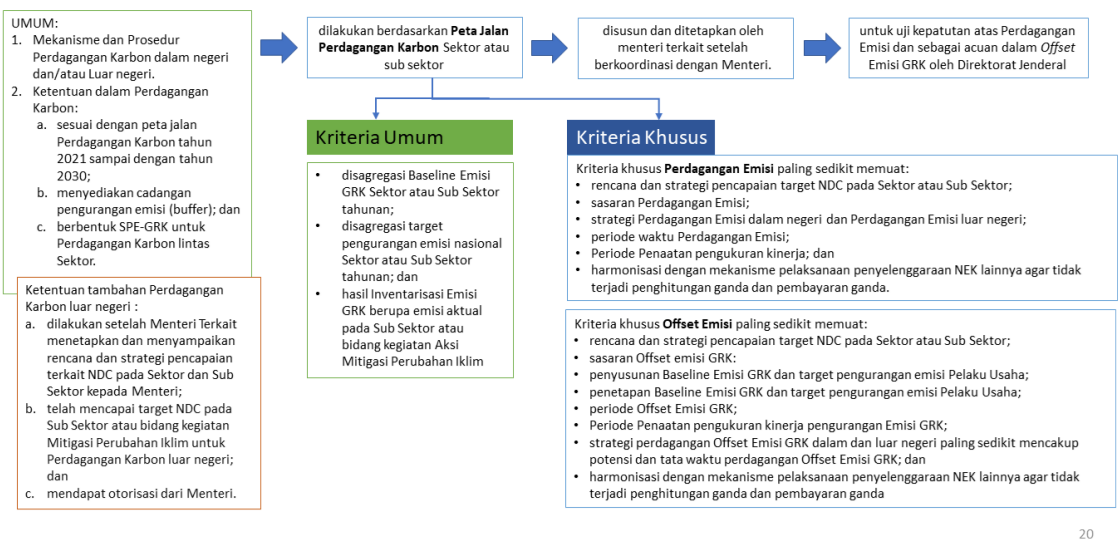 UMUM:
1. Mekanisme dan Prosedur
Perdagangan Karbon dalam negeri
dan/atau Luar negeri.
2. Ketentuan dalam Perdagangan
Karbon:
a. sesuai dengan peta jalan
Perdagangan Karbon tahun
2021 sampai dengan tahun
2030;
b. menyediakan cadangan
pengurangan emisi (buffer); dan
c. berbentuk SPE-GRK untuk
Perdagangan Karbon lintas
Sektor.
Ketentuan tambahan Perdagangan
Karbon luar negeri :
a. dilakukan setelah Menteri Terkait
menetapkan dan menyampaikan
rencana dan strategi pencapaian
terkait NDC pada Sektor dan Sub
Sektor kepada Menteri;
b. telah mencapai target NDC pada
Sub Sektor atau bidang kegiatan
Mitigasi Perubahan Iklim untuk
Perdagangan Karbon luar negeri;
dan
c. mendapat otorisasi dari Menteri.
dilakukan berdasarkan Peta Jalan
Perdagangan Karbon Sektor atau
sub sektor
disusun dan ditetapkan oleh
menteri terkait setelah
berkoordinasi dengan Menteri.
untuk uji kepatutan atas Perdagangan
Emisi dan sebagai acuan dalam Offset
Emisi GRK oleh Direktorat Jenderal
Kriteria Umum
• disagregasi Baseline Emisi
GRK Sektor atau Sub Sektor
tahunan;
• disagregasi target
pengurangan emisi nasional
Sektor atau Sub Sektor
tahunan; dan
• hasil Inventarisasi Emisi
GRK berupa emisi aktual
pada Sub Sektor atau
bidang kegiatan Aksi
Mitigasi Perubahan Iklim
Kriteria Khusus
Kriteria khusus Perdagangan Emisi paling sedikit memuat:
• rencana dan strategi pencapaian target NDC pada Sektor atau Sub Sektor;
• sasaran Perdagangan Emisi;
• strategi Perdagangan Emisi dalam negeri dan Perdagangan Emisi luar negeri;
• periode waktu Perdagangan Emisi;
• Periode Penaatan pengukuran kinerja; dan
• harmonisasi dengan mekanisme pelaksanaan penyelenggaraan NEK lainnya agar tidak
terjadi penghitungan ganda dan pembayaran ganda.
Kriteria khusus Offset Emisi paling sedikit memuat:
• rencana dan strategi pencapaian target NDC pada Sektor atau Sub Sektor;
• sasaran Offset emisi GRK:
• penyusunan Baseline Emisi GRK dan target pengurangan emisi Pelaku Usaha;
• penetapan Baseline Emisi GRK dan target pengurangan emisi Pelaku Usaha;
• periode Offset Emisi GRK;
• Periode Penaatan pengukuran kinerja pengurangan Emisi GRK;
• strategi perdagangan Offset Emisi GRK dalam dan luar negeri paling sedikit mencakup
potensi dan tata waktu perdagangan Offset Emisi GRK; dan
• harmonisasi dengan mekanisme pelaksanaan penyelenggaraan NEK lainnya agar tidak
terjadi penghitungan ganda dan pembayaran ganda
20